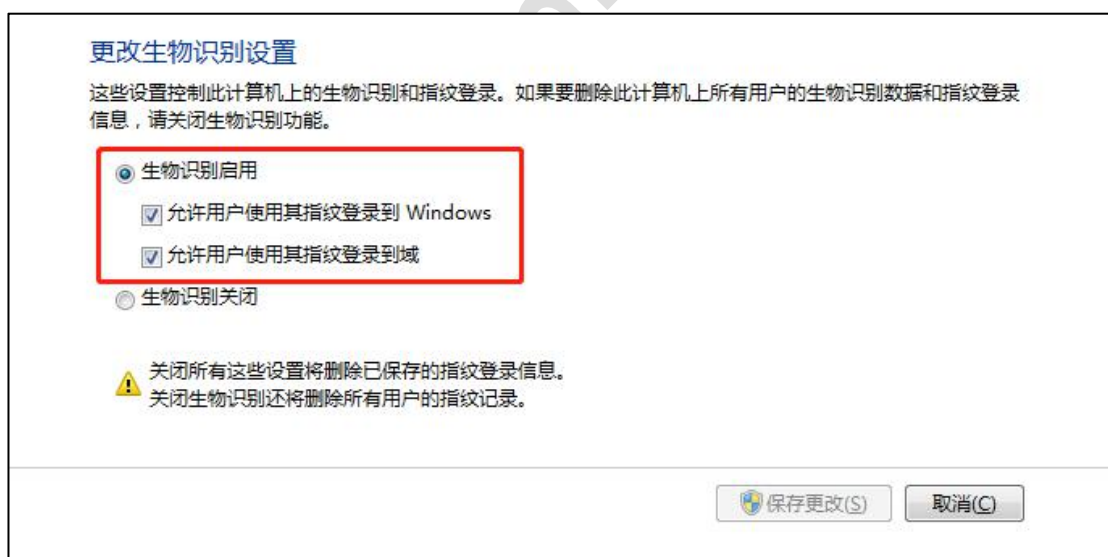 更改生物识别设置
这些设置控制此计算机上的生物识别和指纹登录。如果要删除此计算机上所有用户的生物识别数据和指纹登录
信息，请关闭生物识别功能。
生物识别启用
允许用户使用其指纹登录到 Windows
允许用户使用其指纹登录到域
生物识别关闭
关闭所有这些设置将删除已保存的指纹登录信息。
关闭生物识别还将删除所有用户的指纹记录。
保存更改(S) 取消(C)